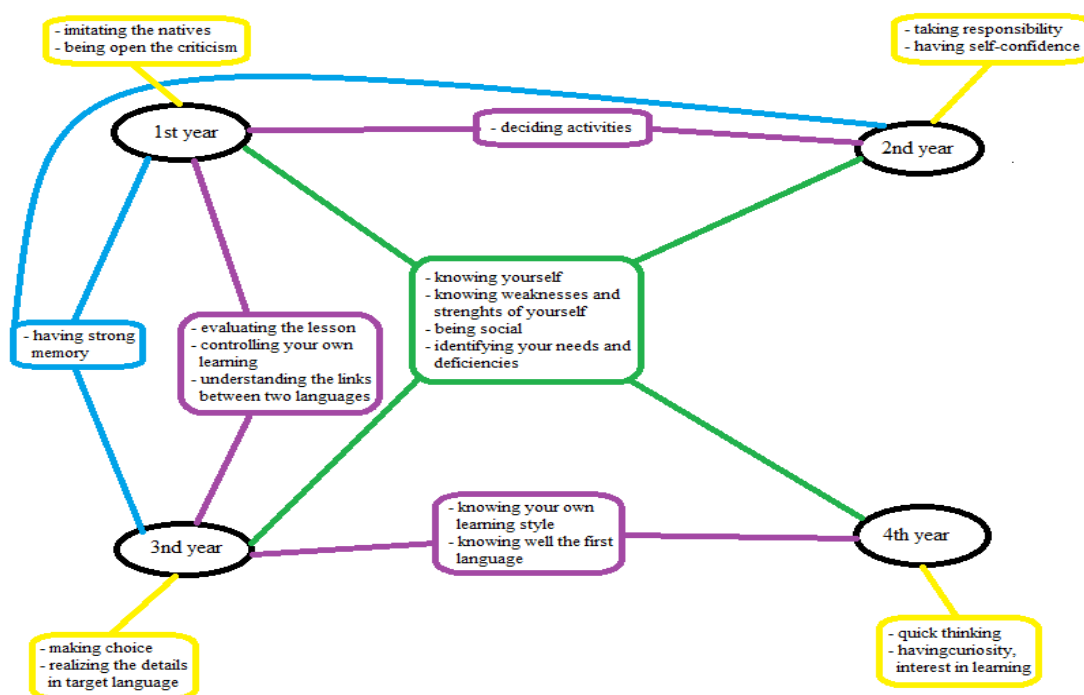 - imitating the natives
- being open the criticism
- taking responsibility
- having self-confidence
1st year
- deciding activities
2nd year
- knowing yourself
- knowing weaknesses and
strenghts of yourself
- being social
- identifying your needs and
deficiencies
- having strong
memory
- evaluating the lesson
- controlling your own
learning
- understanding the links
between two languages
- knowing your own
learning style
- knowing well the first
language
3nd year
4th year
- making choice
- realizing the details
in target language
- quick thinking
- havingcuriosity,
interest in learning